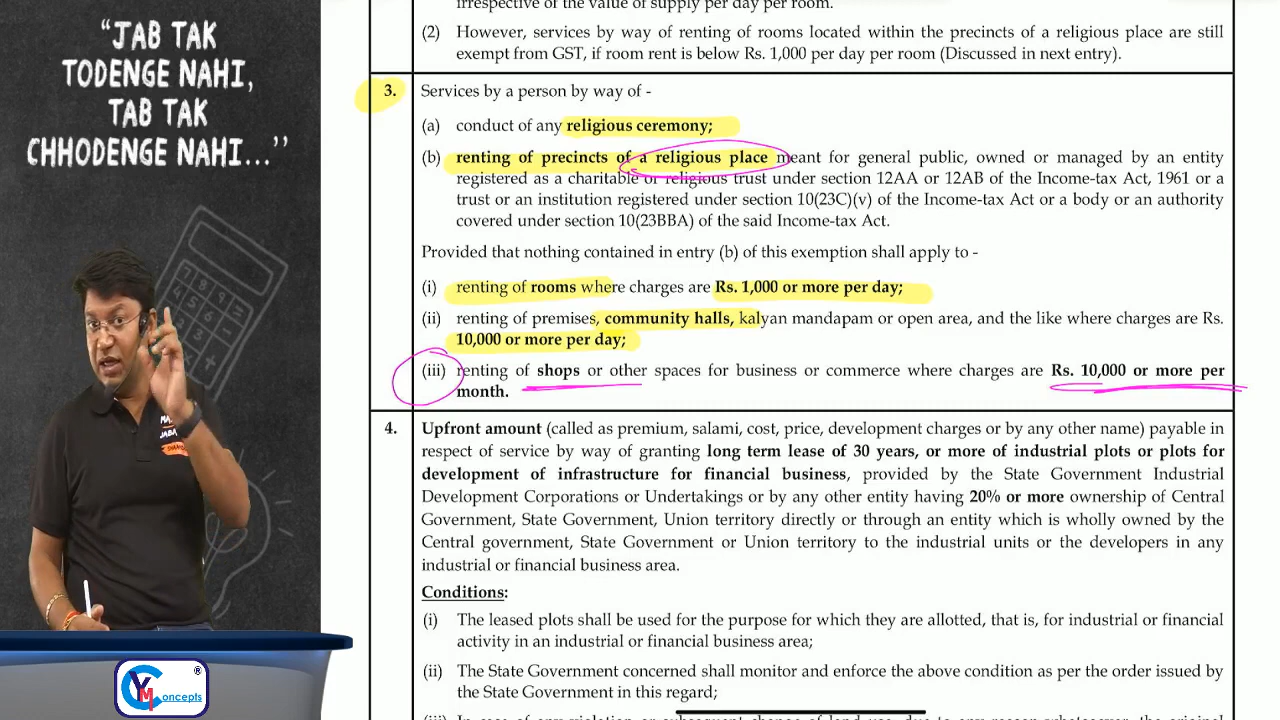 “JAB TAK
TODENGE NAHI,
TAB TAK
CHHODENGE NAHI...’’
irrespective of the value of supply per day per room.
(2) However, services by way of renting of rooms located within the precincts of a religious place are still
exempt from GST, if room rent is below Rs. 1,000 per day per room (Discussed in next entry).
3. Services by a person by way of -
(a) conduct of any religious ceremony;
(b) renting of precincts of a religious place meant for general public, owned or managed by an entity
registered as a charitable or religious trust under section 12AA or 12AB of the Income-tax Act, 1961 or a
trust or an institution registered under section 10(23C)(v) of the Income-tax Act or a body or an authority
covered under section 10(23BBA) of the said Income-tax Act.
Provided that nothing contained in entry (b) of this exemption shall apply to -
(i) renting of rooms where charges are Rs. 1,000 or more per day;
(ii) renting of premises, community halls, kalyan mandapam or open area, and the like where charges are Rs.
10,000 or more per day;
(iii) renting of shops or other spaces for business or commerce where charges are Rs. 10,000 or more per
month.
4. Upfront amount (called as premium, salami, cost, price, development charges or by any other name) payable in
respect of service by way of granting long term lease of 30 years, or more of industrial plots or plots for
development of infrastructure for financial business, provided by the State Government Industrial
Development Corporations or Undertakings or by any other entity having 20% or more ownership of Central
Government, State Government, Union territory directly or through an entity which is wholly owned by the
Central government, State Government or Union territory to the industrial units or the developers in any
industrial or financial business area.
Conditions:
(i) The leased plots shall be used for the purpose for which they are allotted, that is, for industrial or financial
activity in an industrial or financial business area;
(ii) The State Government concerned shall monitor and enforce the above condition as per the order issued by
the State Government in this regard;
YM Concepts ®